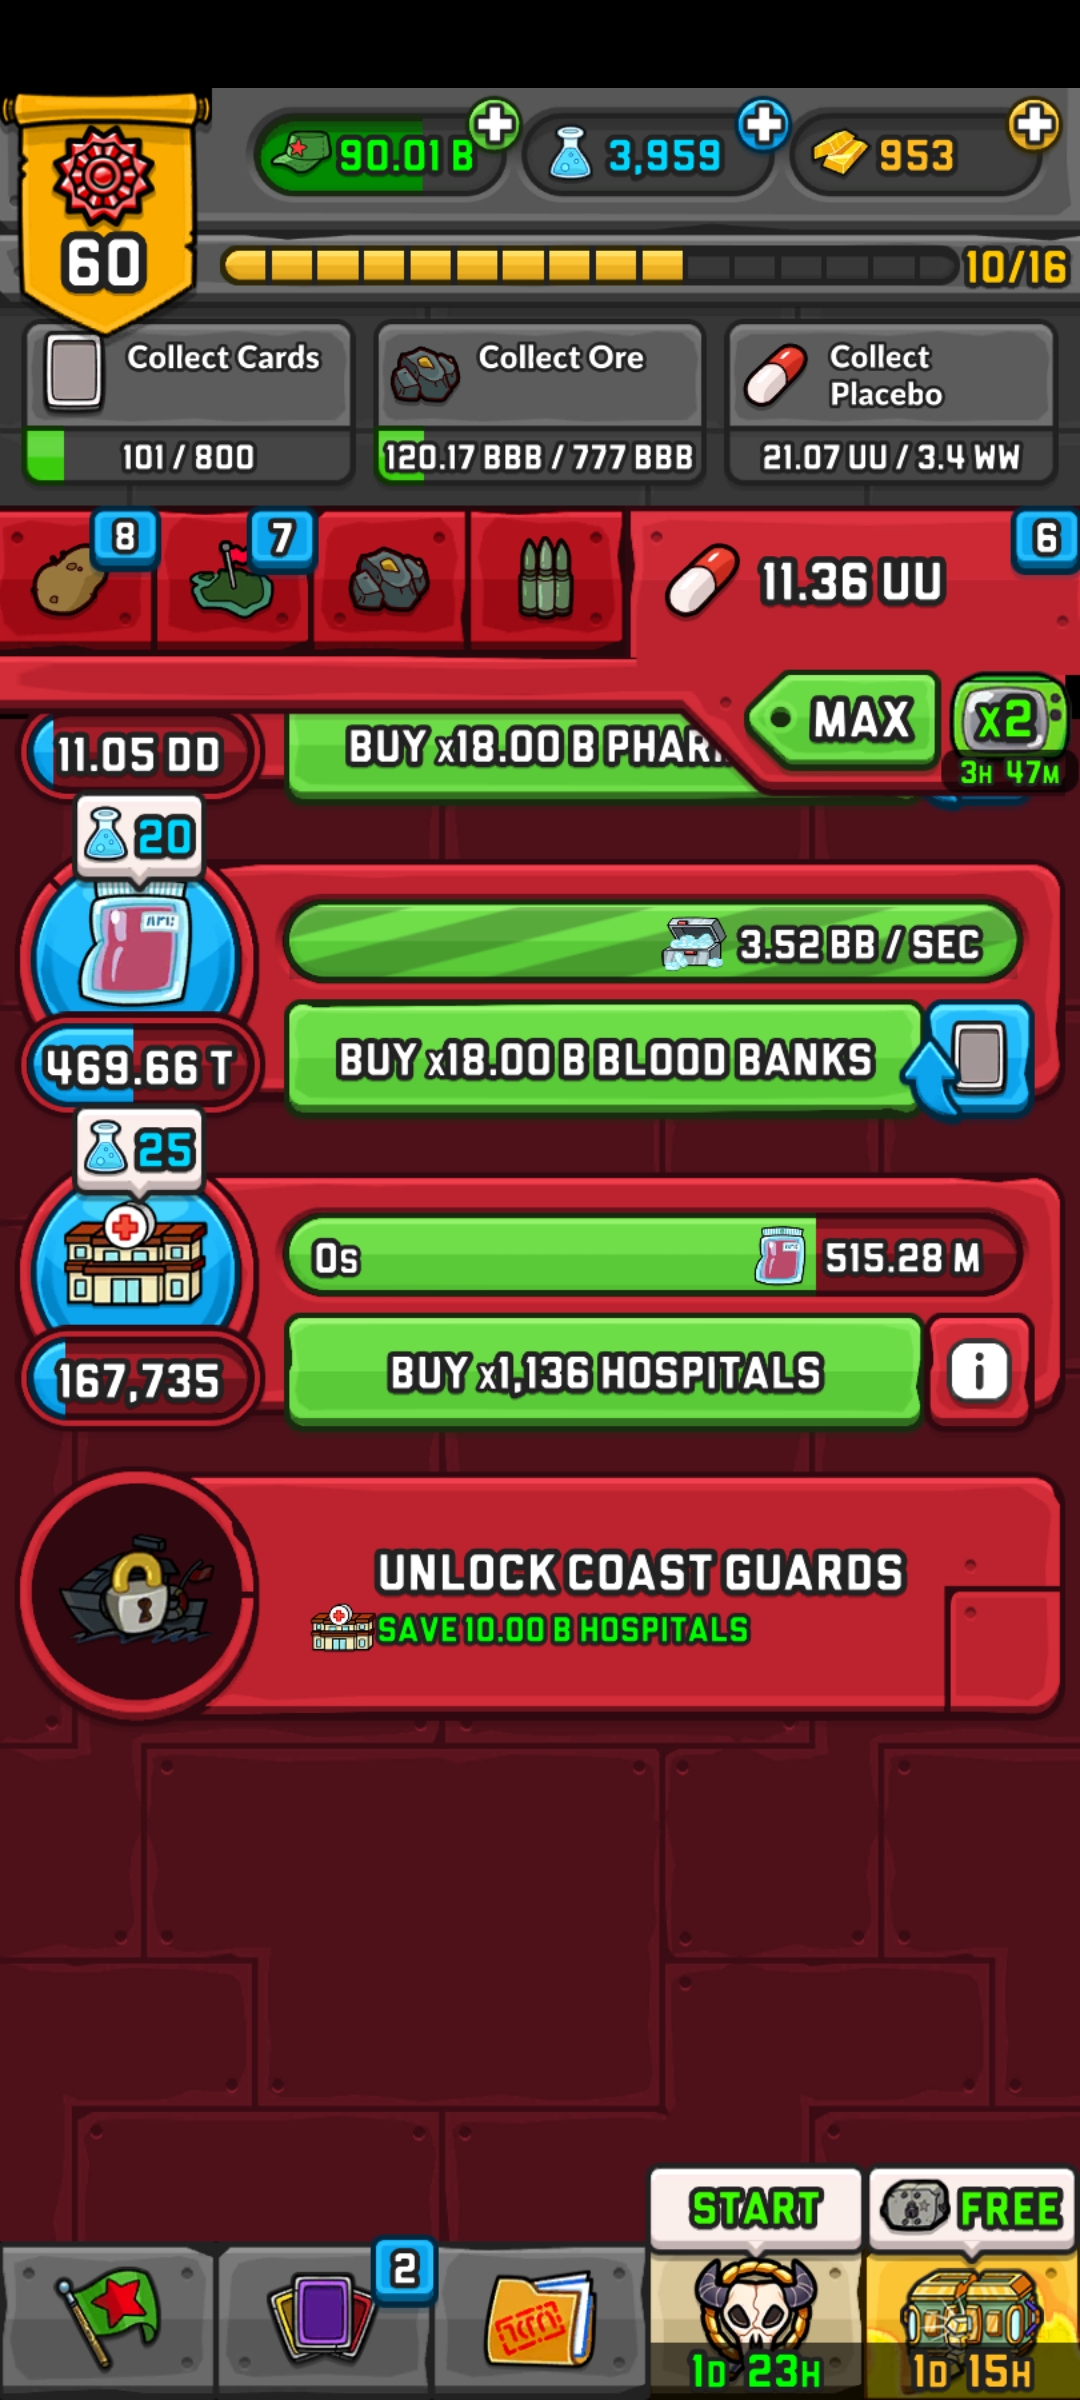 90.01 B
3,959
953
60
10/16
Collect Cards
101 / 800
Collect Ore
120.17 BBB / 777 BBB
Collect
Placebo
21.07 UU / 3.4 WW
8
7
11.36 UU
6
MAX
x2
3H 47M
11.05 DD
BUY x18.00 B PHAR
20
3.52 BB / SEC
469.66 T
BUY x18.00 B BLOOD BANKS
25
0s
515.28 M
167,735
BUY x1,136 HOSPITALS
i
UNLOCK COAST GUARDS
SAVE 10.00 B HOSPITALS
START
FREE
2
1D 23H
1D 15H